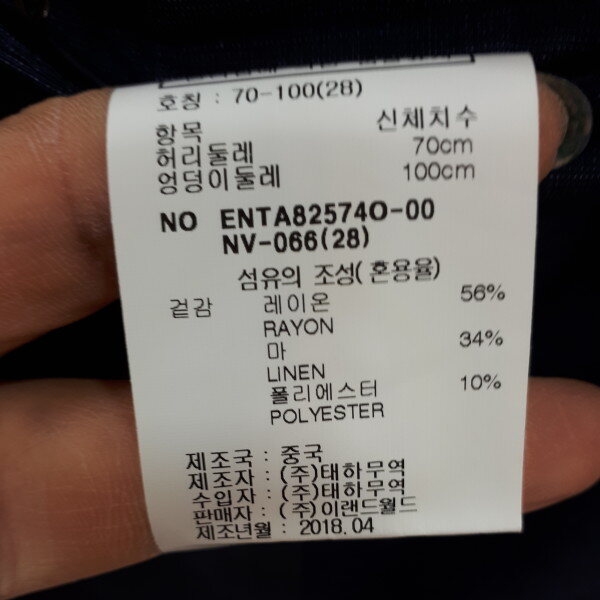 호칭 : 70-100(28)
항목 신체치수
허리둘레 70cm
엉덩이둘레 100cm
NO ENTA82574O-00
NV-066(28)
섬유의 조성(혼용율)
겉감 레이온 56%
RAYON
마 34%
LINEN
폴리에스터 10%
POLYESTER
제조국 : 중국
제조자 : (주)태하무역
수입자 : (주)태하무역
판매자 : (주)이랜드월드
제조년월 : 2018.04